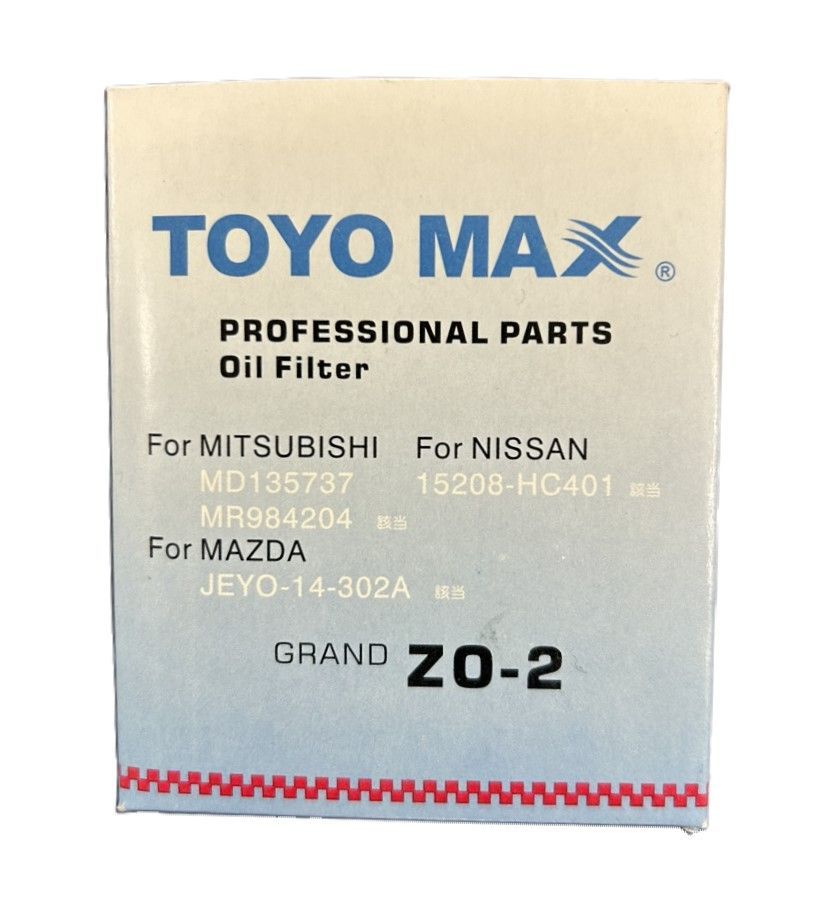 TOYO MAX ®
PROFESSIONAL PARTS
Oil Filter
For MITSUBISHI For NISSAN
MD135737 15208-HC401 該当
MR984204 該当
For MAZDA
JEYO-14-302A 該当
GRAND ZO-2